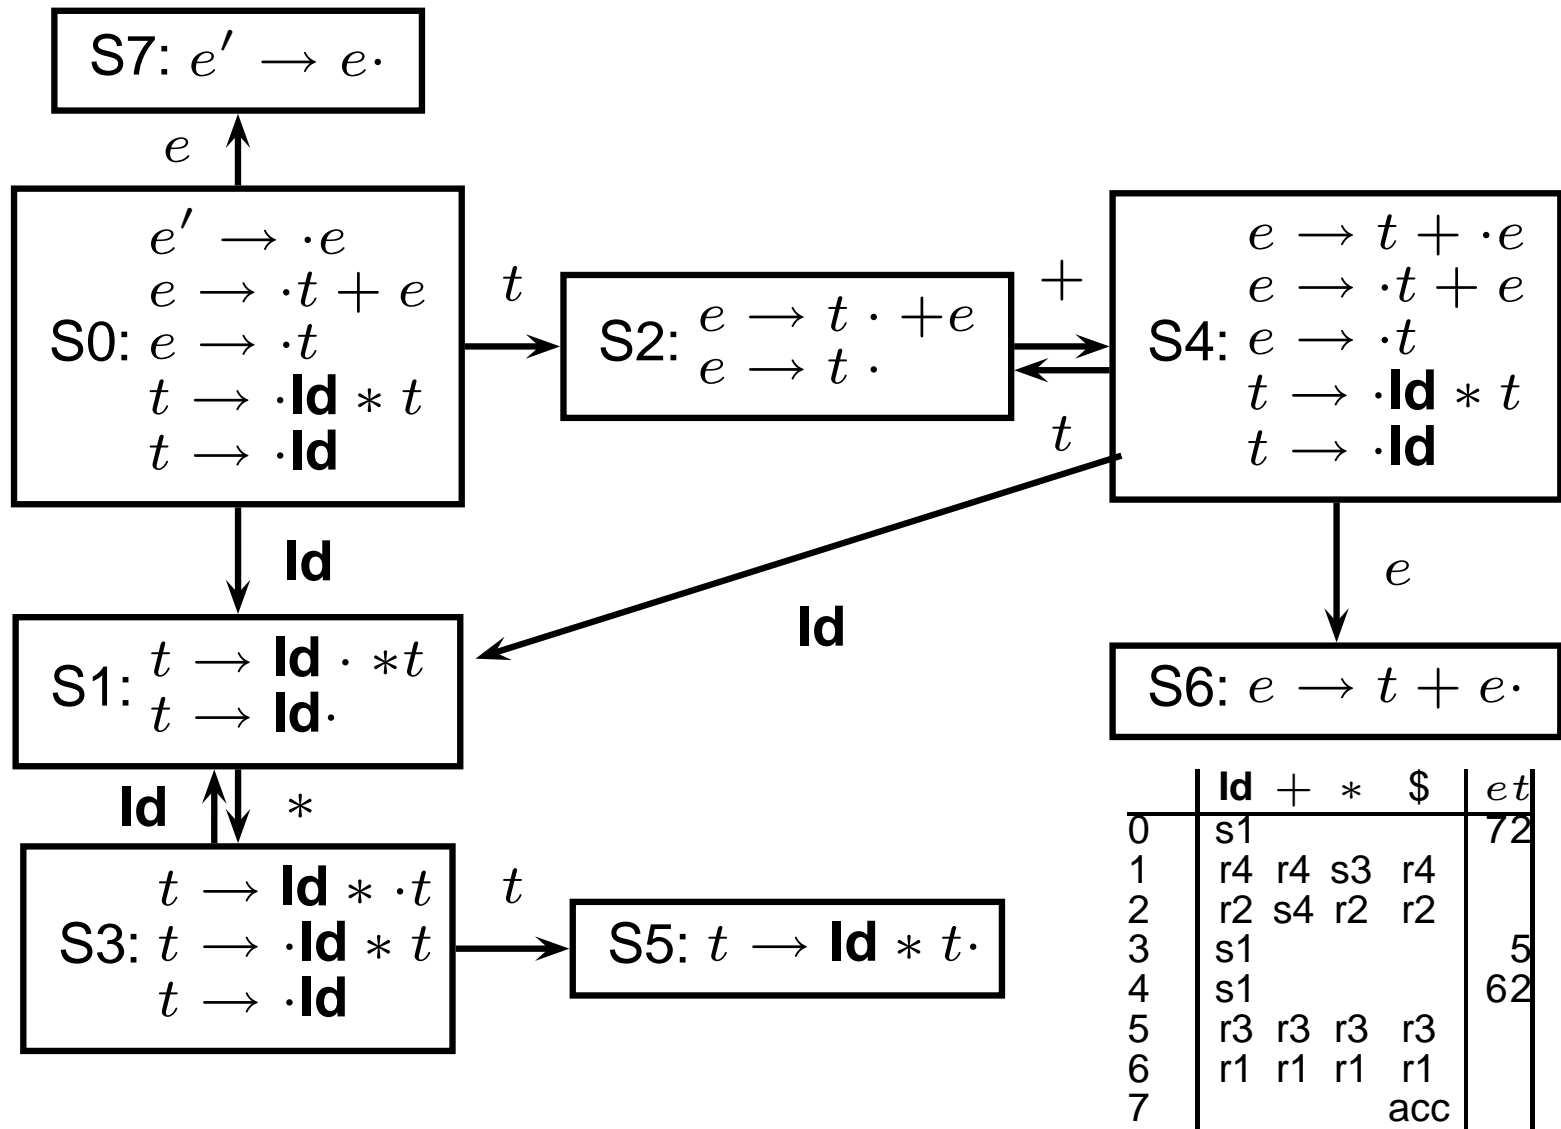 S7: e′ → e·
e
S0: e′ → ·e
e → ·t + e
e → ·t
t → ·Id ∗ t
t → ·Id
t
S2: e → t · +e
e → t ·
+
t
S4: e → t + ·e
e → ·t + e
e → ·t
t → ·Id ∗ t
t → ·Id
Id
Id
e
S1: t → Id · ∗t
t → Id·
S6: e → t + e·
Id ∗
S3: t → Id ∗ ·t
t → ·Id ∗ t
t → ·Id
t
S5: t → Id ∗ t·
Id + ∗ $ e t
0 s1 7 2
1 r4 r4 s3 r4
2 r2 s4 r2 r2
3 s1 5
4 s1 6 2
5 r3 r3 r3 r3
6 r1 r1 r1 r1
7 acc